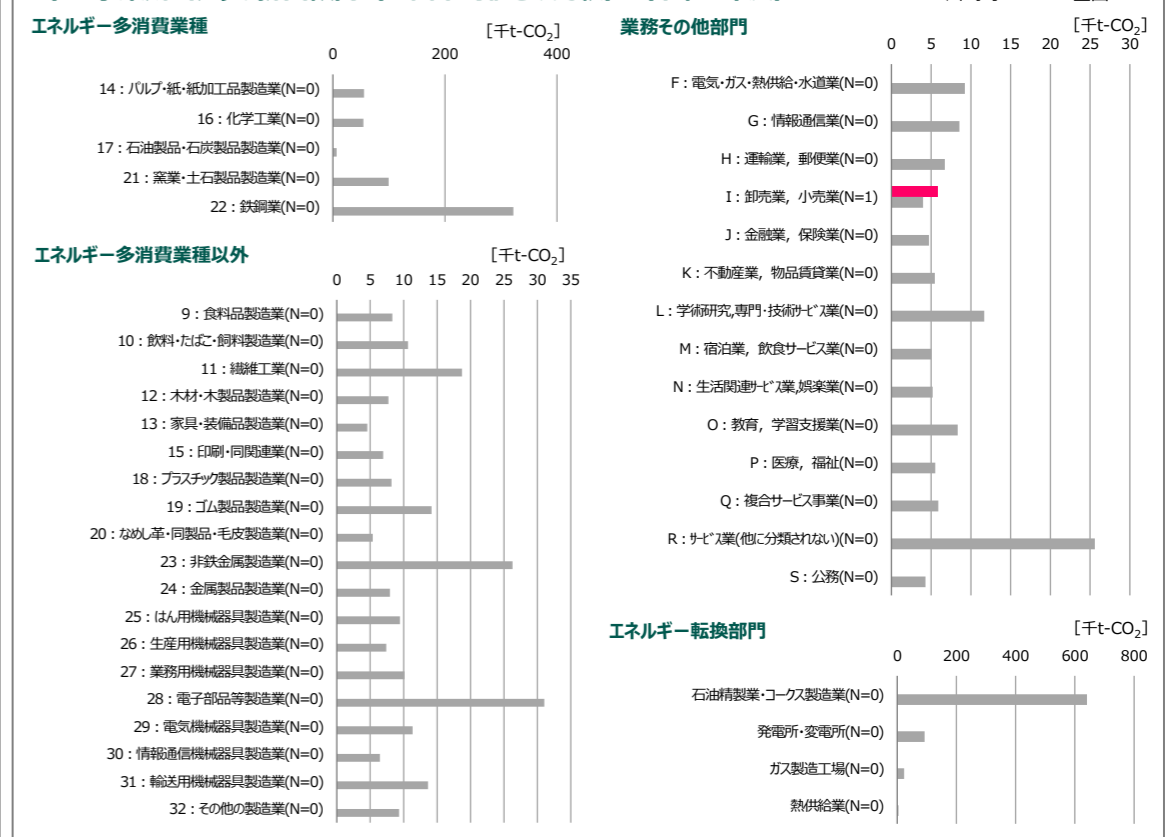 エネルギー多消費業種
[千t-CO2]
0 200 400
14：パルプ・紙・紙加工品製造業(N=0)
16：化学工業(N=0)
17：石油製品・石炭製品製造業(N=0)
21：窯業・土石製品製造業(N=0)
22：鉄鋼業(N=0)
エネルギー多消費業種以外
[千t-CO2]
0 5 10 15 20 25 30 35
9：食料品製造業(N=0)
10：飲料・たばこ・飼料製造業(N=0)
11：繊維工業(N=0)
12：木材・木製品製造業(N=0)
13：家具・装備品製造業(N=0)
15：印刷・同関連業(N=0)
18：プラスチック製品製造業(N=0)
19：ゴム製品製造業(N=0)
20：なめし革・同製品・毛皮製造業(N=0)
23：非鉄金属製造業(N=0)
24：金属製品製造業(N=0)
25：はん用機械器具製造業(N=0)
26：生産用機械器具製造業(N=0)
27：業務用機械器具製造業(N=0)
28：電子部品等製造業(N=0)
29：電気機械器具製造業(N=0)
30：情報通信機械器具製造業(N=0)
31：輸送用機械器具製造業(N=0)
32：その他の製造業(N=0)
業務その他部門
[千t-CO2]
0 5 10 15 20 25 30
F：電気・ガス・熱供給・水道業(N=0)
G：情報通信業(N=0)
H：運輸業，郵便業(N=0)
I：卸売業，小売業(N=1)
J：金融業，保険業(N=0)
K：不動産業，物品賃貸業(N=0)
L：学術研究,専門・技術ｻｰﾋﾞｽ業(N=0)
M：宿泊業，飲食サービス業(N=0)
N：生活関連ｻｰﾋﾞｽ業,娯楽業(N=0)
O：教育，学習支援業(N=0)
P：医療，福祉(N=0)
Q：複合サービス事業(N=0)
R：ｻｰﾋﾞｽ業(他に分類されない)(N=0)
S：公務(N=0)
エネルギー転換部門
[千t-CO2]
0 200 400 600 800
石油精製業・コークス製造業(N=0)
発電所・変電所(N=0)
ガス製造工場(N=0)
熱供給業(N=0)